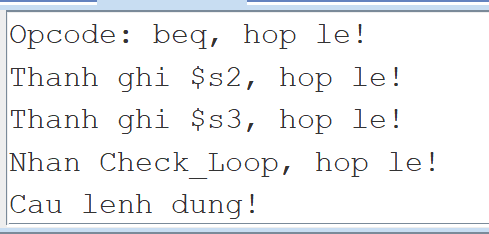 Opcode: beq, hop le!
Thanh ghi $s2, hop le!
Thanh ghi $s3, hop le!
Nhan Check_Loop, hop le!
Cau lenh dung!